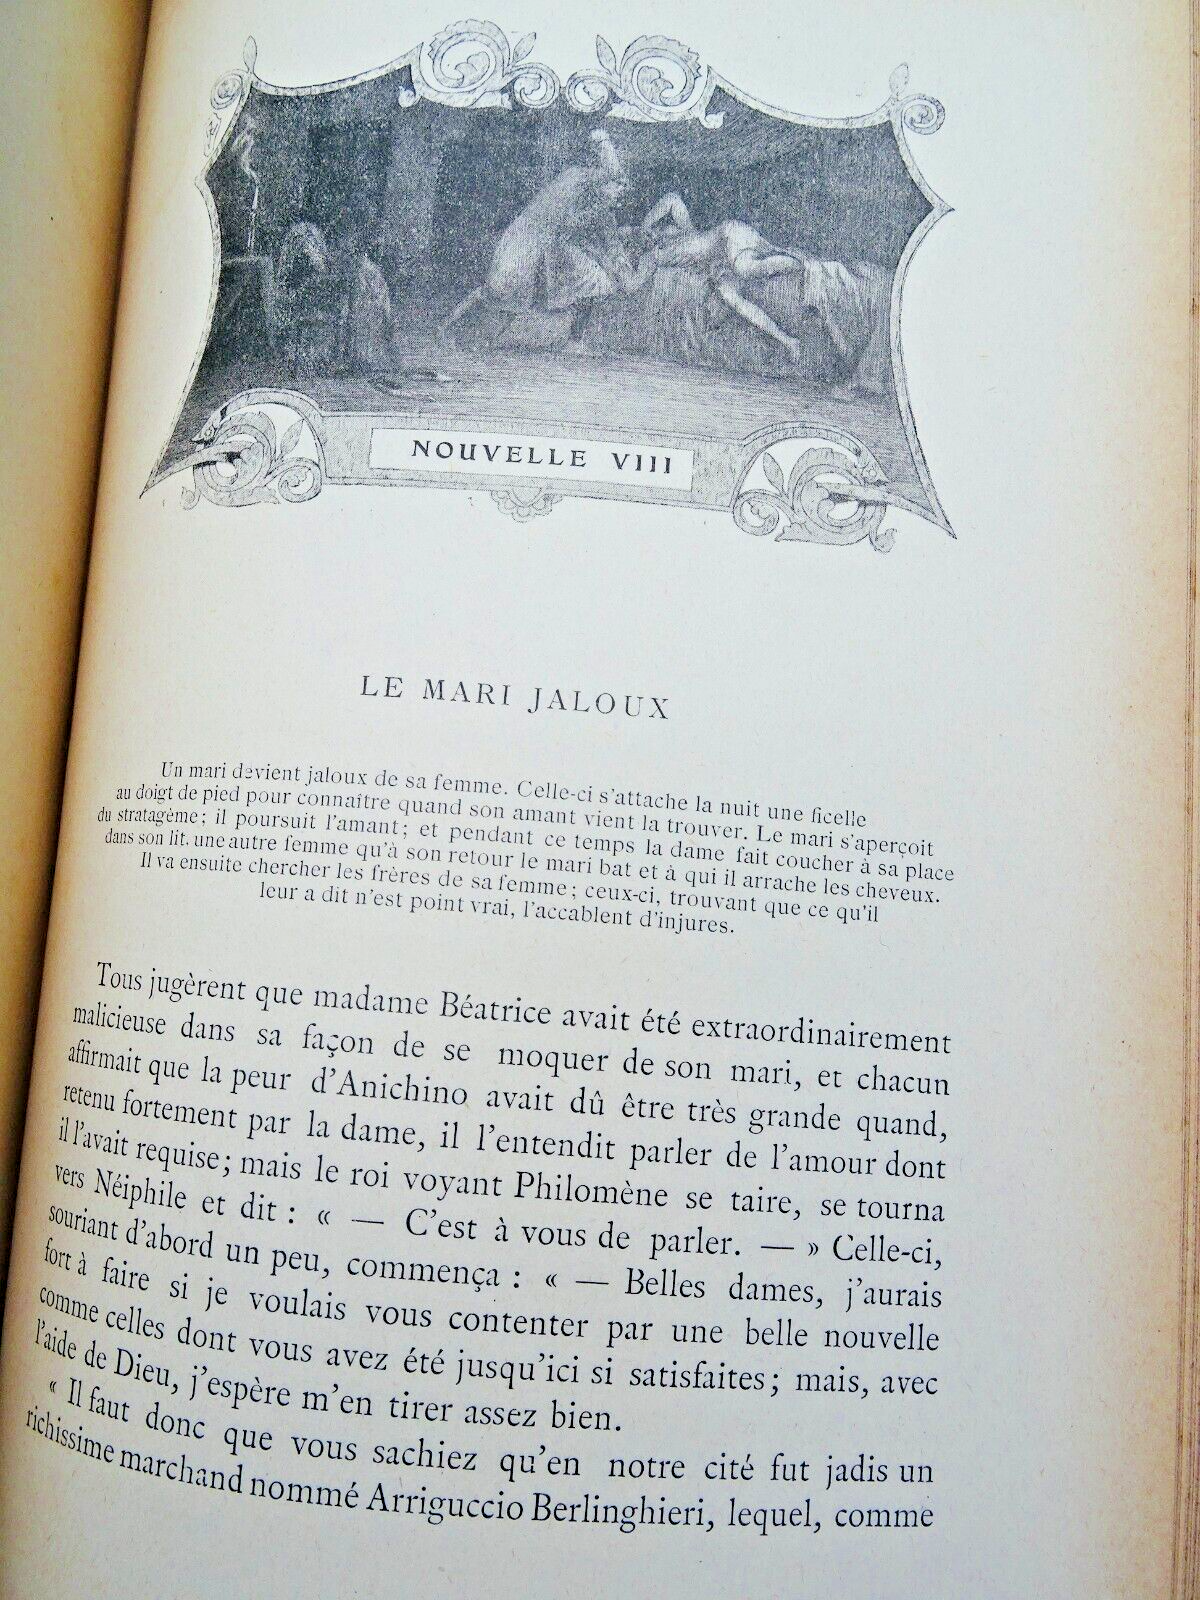 NOUVELLE VIII
LE MARI JALOUX
Un mari devient jaloux de sa femme. Celle-ci s'attache la nuit une ficelle
au doigt de pied pour connaître quand son amant vient la trouver. Le mari s'aperçoit
du stratagème; il poursuit l'amant; et pendant ce temps la dame fait coucher à sa place
dans son lit, une autre femme qu'à son retour le mari bat et à qui il arrache les cheveux.
Il va ensuite chercher les frères de sa femme; ceux-ci, trouvant que ce qu'il
leur a dit n'est point vrai, l'accablent d'injures.
Tous jugèrent que madame Béatrice avait été extraordinairement
malicieuse dans sa façon de se moquer de son mari, et chacun
affirmait que la peur d'Anichino avait dû être très grande quand,
retenu fortement par la dame, il l'entendit parler de l'amour dont
il l'avait requise; mais le roi voyant Philomène se taire, se tourna
vers Néiphile et dit : « — C'est à vous de parler. — » Celle-ci,
souriant d'abord un peu, commença : « — Belles dames, j'aurais
fort à faire si je voulais vous contenter par une belle nouvelle
comme celles dont vous avez été jusqu'ici si satisfaites; mais, avec
l'aide de Dieu, j'espère m'en tirer assez bien.
« Il faut donc que vous sachiez qu'en notre cité fut jadis un
richissime marchand nommé Arriguccio Berlinghieri, lequel, comme